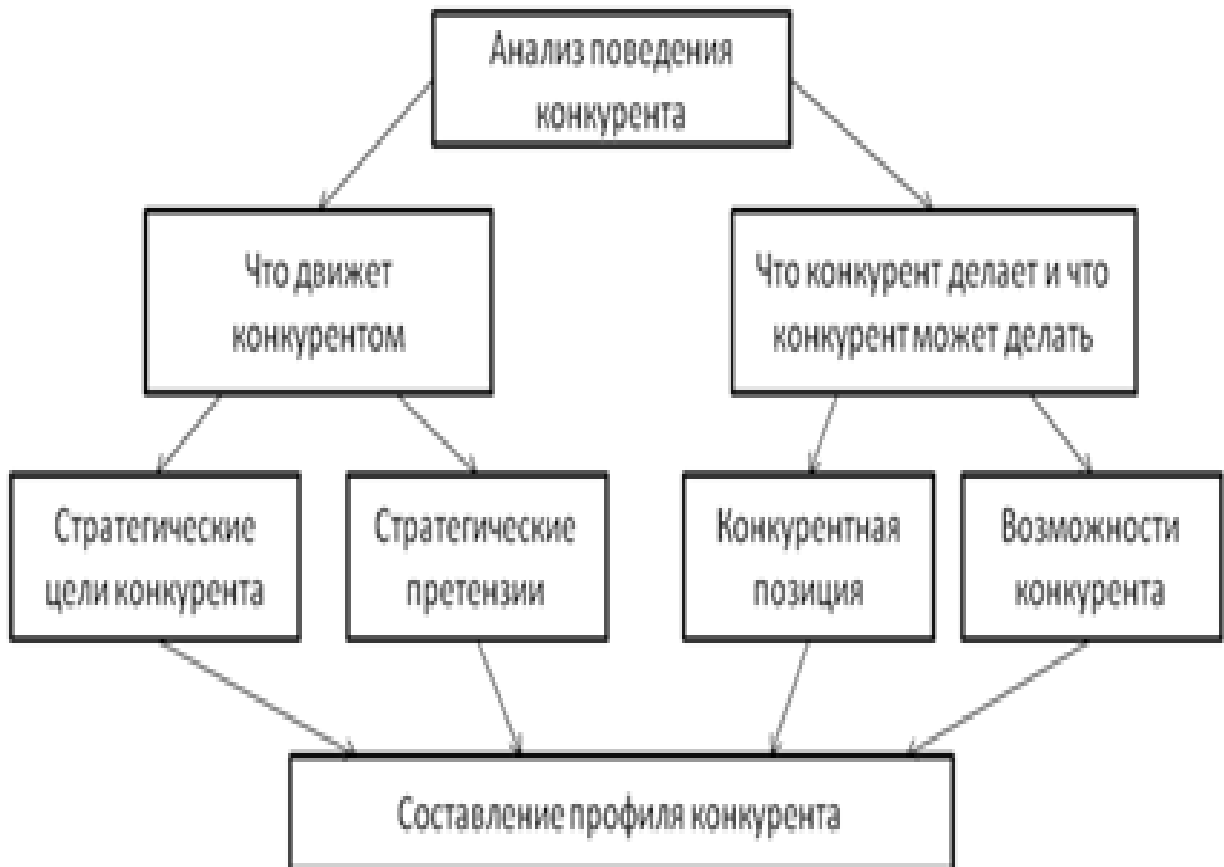 Анализ поведения
конкурента
Что движет
конкурентом
Что конкурент делает и что
конкурент может делать
Стратегические
цели конкурента
Стратегические
претензии
Конкурентная
позиция
Возможности
конкурента
Составление профиля конкурента